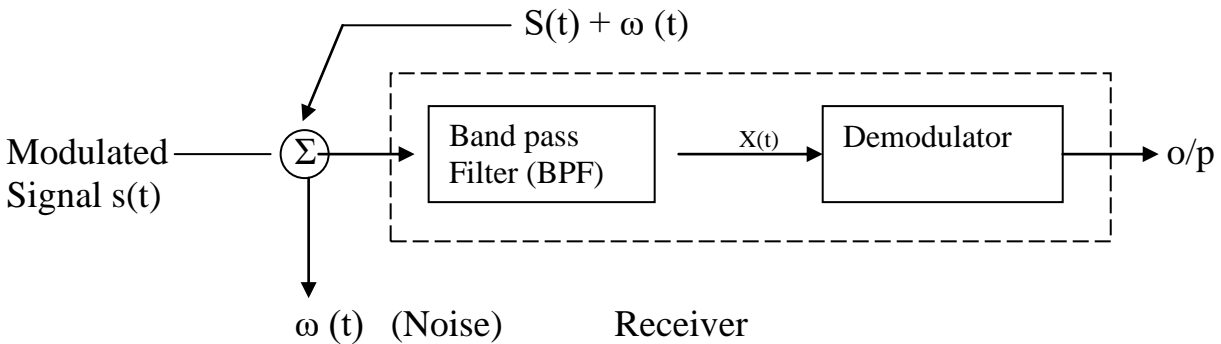 S(t) + ω (t)
Modulated
Signal s(t)
Σ
Band pass
Filter (BPF)
X(t)
Demodulator
o/p
ω (t) (Noise)
Receiver